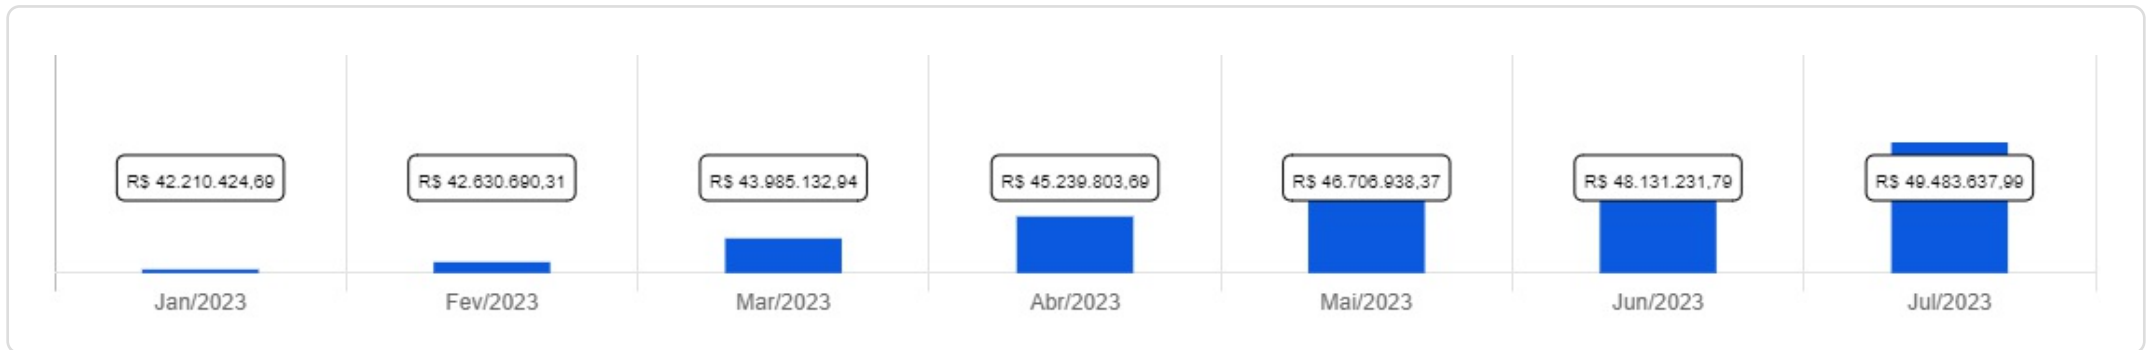 R$ 42.210.424,69
R$ 42.630.690,31
R$ 43.985.132,94
R$ 45.239.803,69
R$ 46.706.938,37
R$ 48.131.231,79
R$ 49.483.637,99
Jan/2023
Fev/2023
Mar/2023
Abr/2023
Mai/2023
Jun/2023
Jul/2023